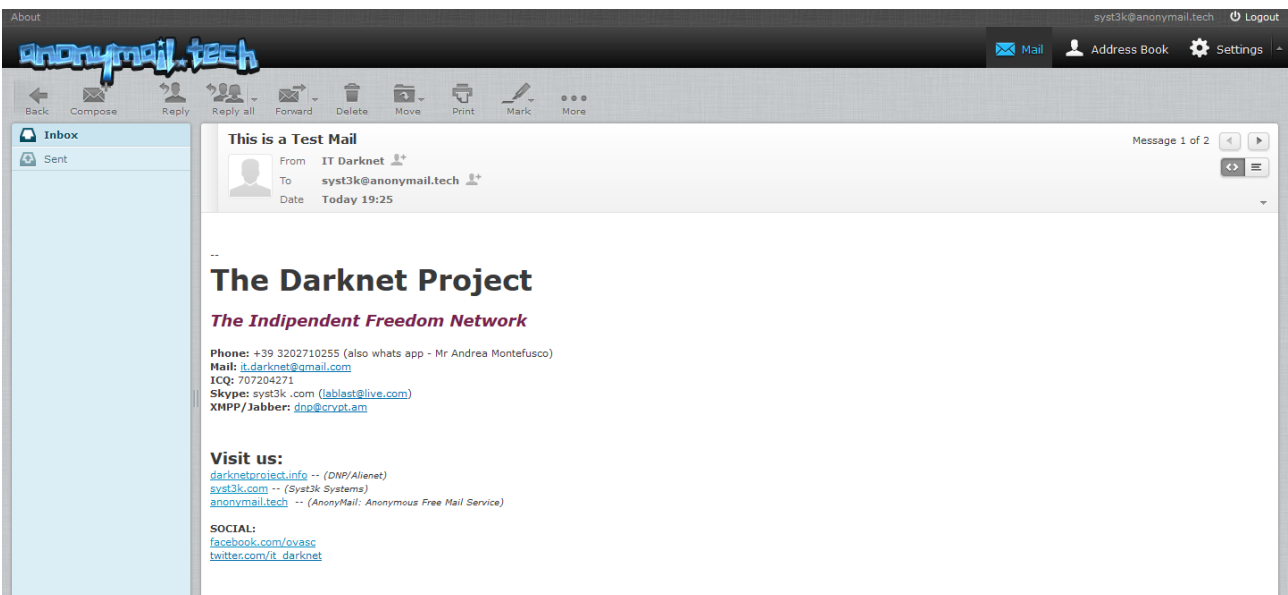 About syst3k@anonymail.tech Logout
anonymail.tech Mail Address Book Settings
Back Compose Reply Reply all Forward Delete Move Print Mark More
Inbox
Sent
This is a Test Mail Message 1 of 2
From IT Darknet
To syst3k@anonymail.tech
Date Today 19:25
--
The Darknet Project
The Indipendent Freedom Network
Phone: +39 3202710255 (also whats app - Mr Andrea Montefusco)
Mail: it.darknet@gmail.com
ICQ: 707204271
Skype: syst3k .com (lablast@live.com)
XMPP/Jabber: dnp@crypt.am
Visit us:
darknetproject.info -- (DNP/Alienet)
syst3k.com -- (Syst3k Systems)
anonymail.tech -- (AnonyMail: Anonymous Free Mail Service)
SOCIAL:
facebook.com/ovasc
twitter.com/it_darknet